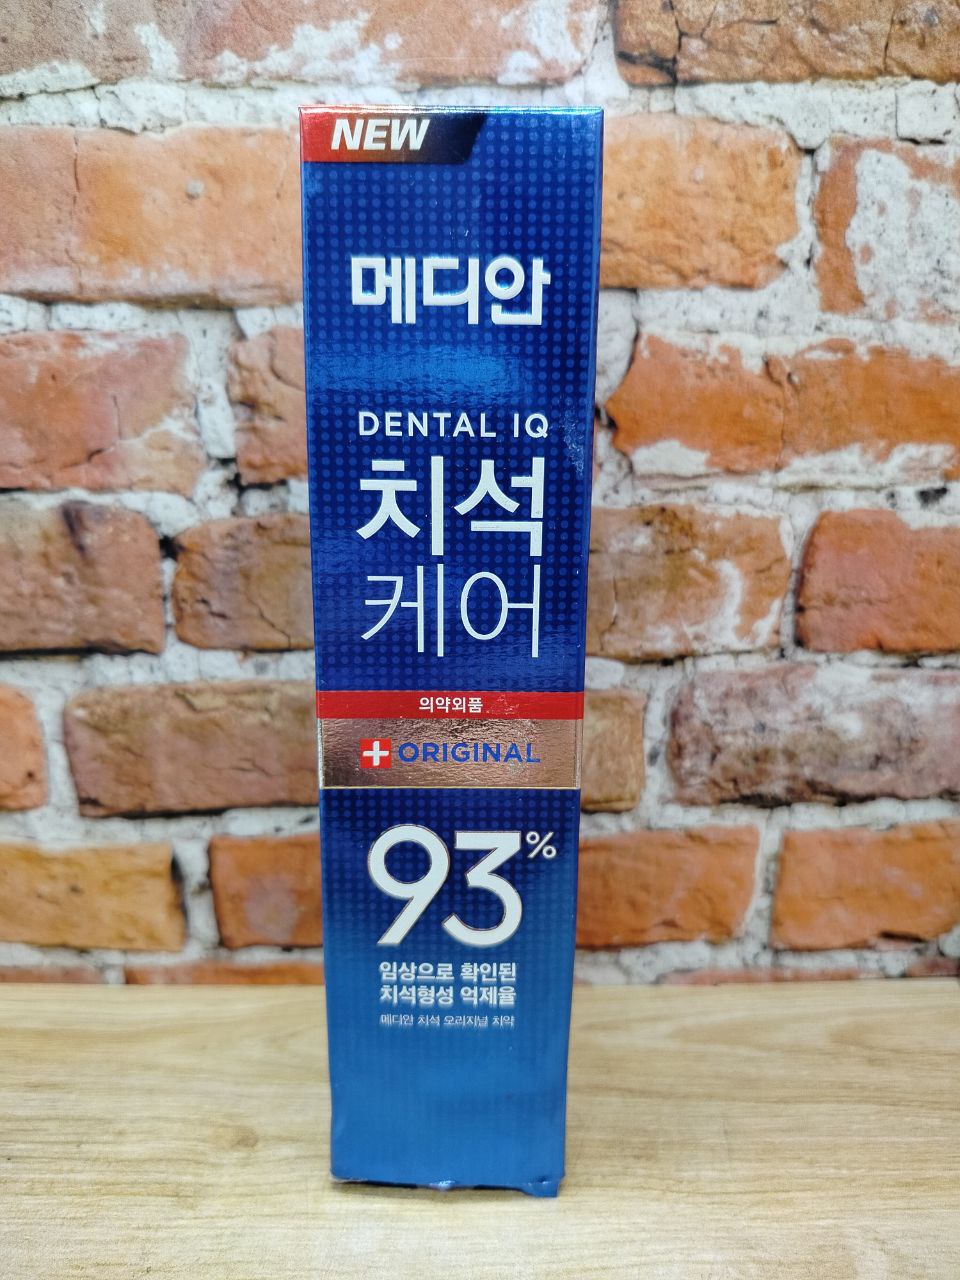 NEW
메디안
DENTAL IQ
치석
케어
의약외품
ORIGINAL
93%
임상으로 확인된
치석형성 억제율
메디안 치석 오리지널 치약